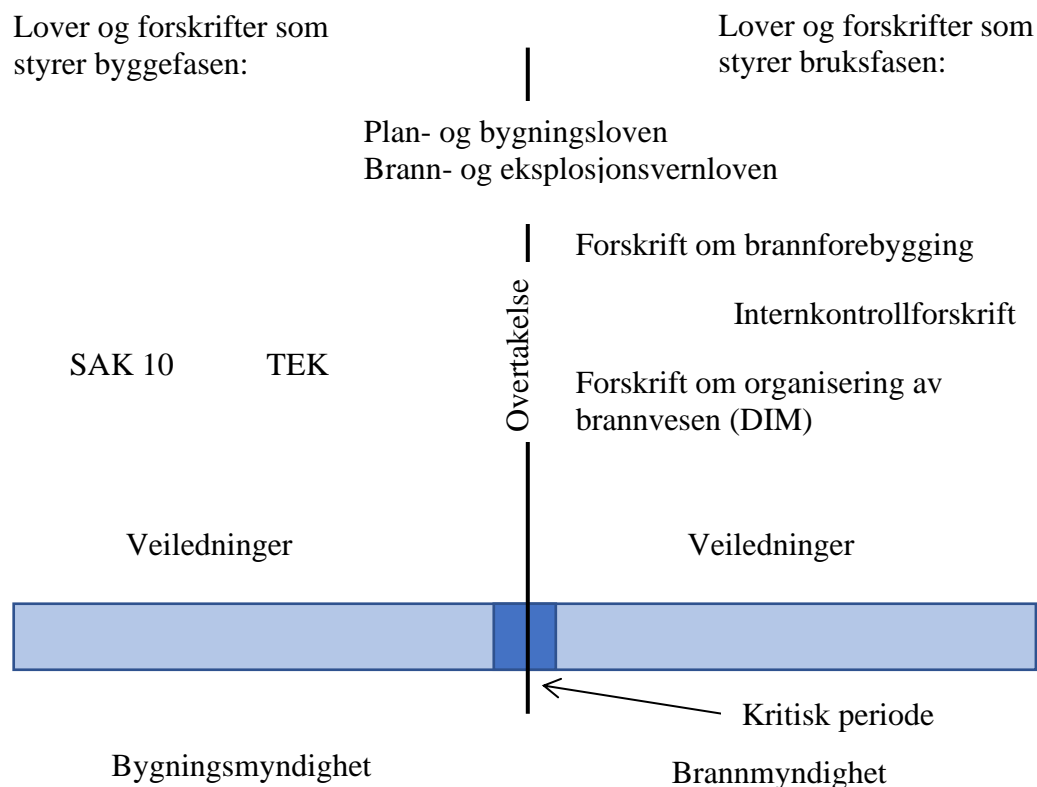 Lover og forskrifter som
styrer byggefasen:
Lover og forskrifter som
styrer bruksfasen:
Plan- og bygningsloven
Brann- og eksplosjonsvernloven
Forskrift om brannforebygging
Internkontrollforskrift
Overtakelse
SAK 10
TEK
Forskrift om organisering av
brannvesen (DIM)
Veiledninger
Veiledninger
Kritisk periode
Bygningsmyndighet
Brannmyndighet